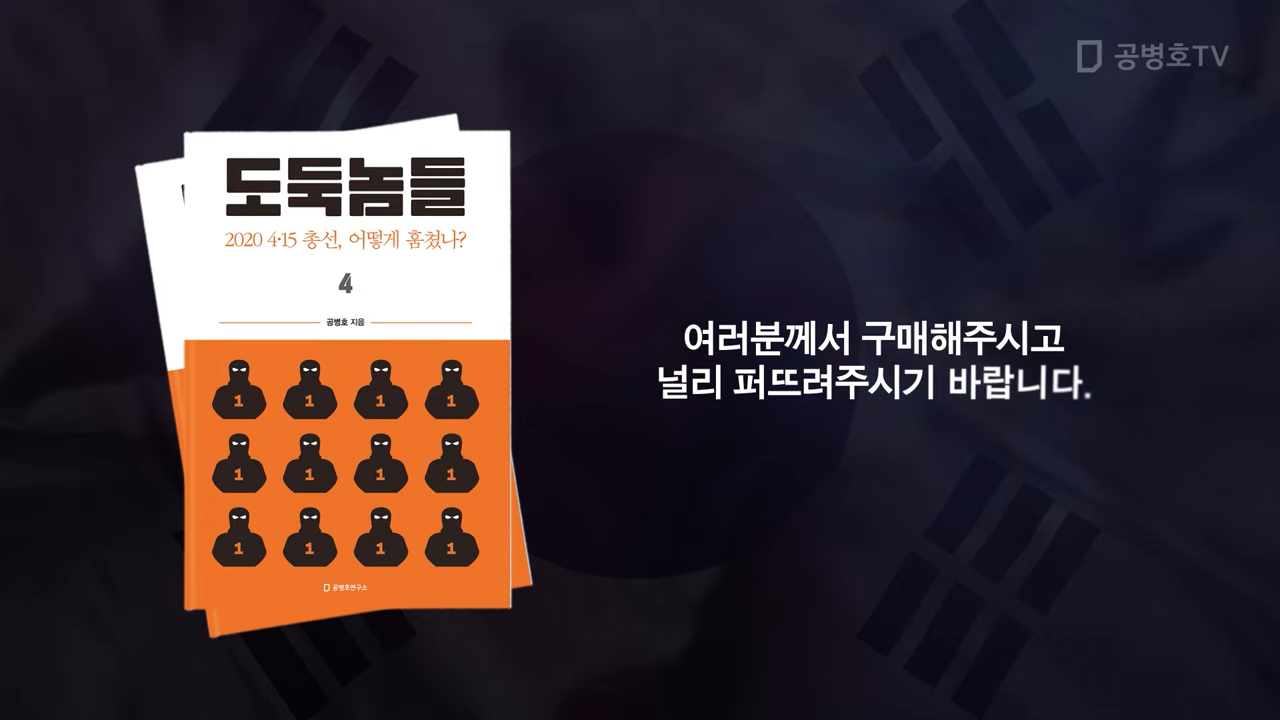 공병호TV
도둑놈들
2020 4·15 총선, 어떻게 훔쳤나?
4
공병호 지음
1 1 1 1
1 1 1 1
1 1 1 1
공병호연구소
여러분께서 구매해주시고
널리 퍼뜨려주시기 바랍니다.